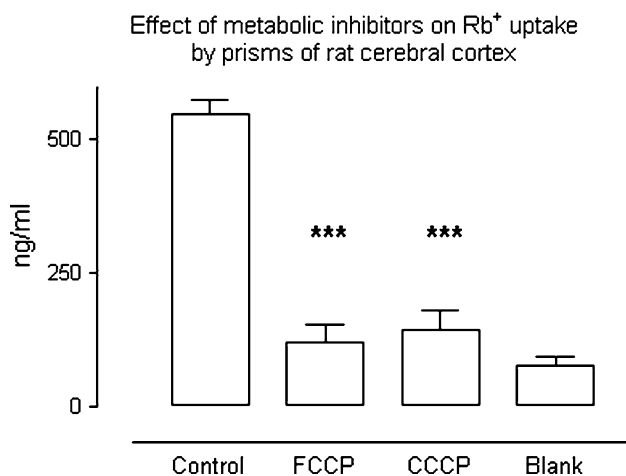 Effect of metabolic inhibitors on Rb⁺ uptake
by prisms of rat cerebral cortex
ng/ml
500
250
0
*** ***
Control FCCP CCCP Blank